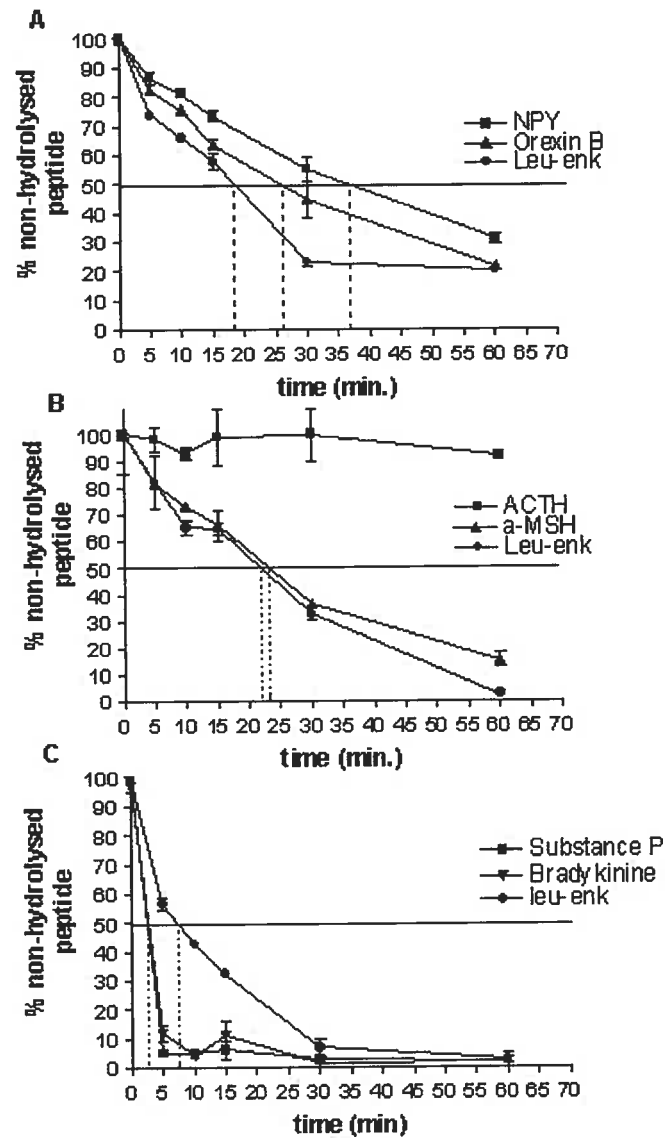 A
% non-hydrolysed
peptide
100
90
80
70
60
50
40
30
20
10
0
NPY
Orexin B
Leu-enk
0 5 10 15 20 25 30 35 40 45 50 55 60 65 70
time (min.)
B
% non-hydrolysed
peptide
100
90
80
70
60
50
40
30
20
10
0
ACTH
a-MSH
Leu-enk
0 5 10 15 20 25 30 35 40 45 50 55 60 65 70
time (min.)
C
% non-hydrolysed
peptide
100
90
80
70
60
50
40
30
20
10
0
Substance P
Bradykinine
leu-enk
0 5 10 15 20 25 30 35 40 45 50 55 60 65 70
time (min)